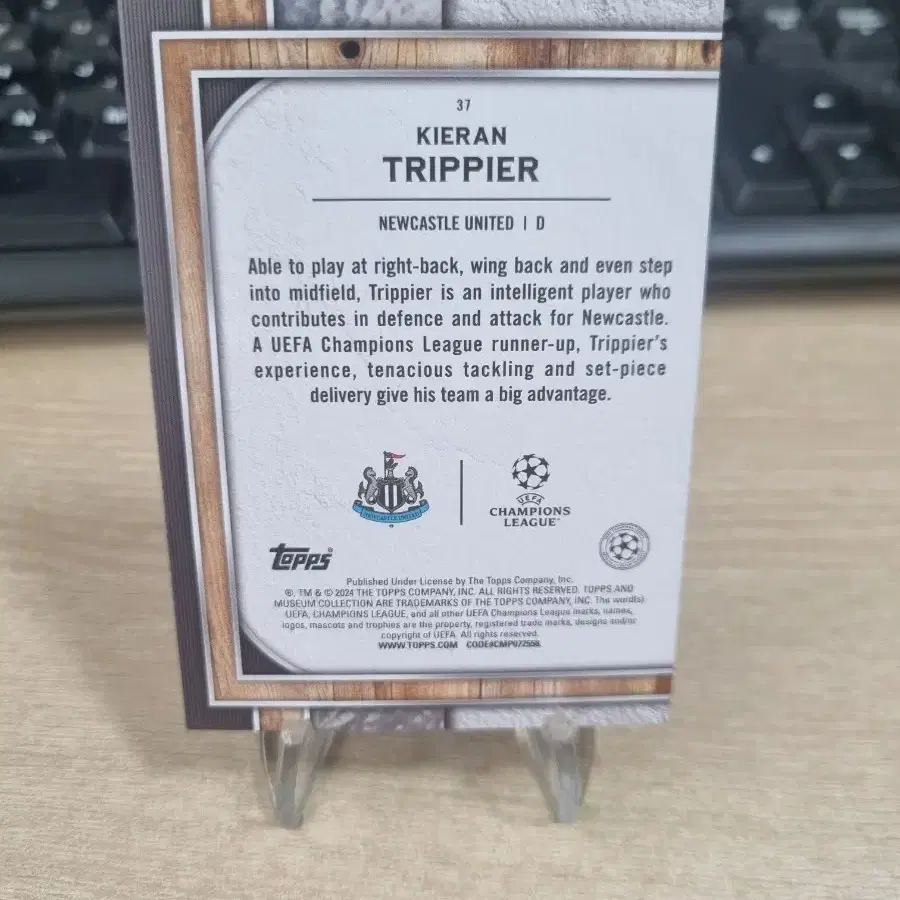 37
KIERAN
TRIPPIER
NEWCASTLE UNITED | D
Able to play at right-back, wing back and even step
into midfield, Trippier is an intelligent player who
contributes in defence and attack for Newcastle.
A UEFA Champions League runner-up, Trippier's
experience, tenacious tackling and set-piece
delivery give his team a big advantage.
NEWCASTLE UNITED
UEFA
CHAMPIONS
LEAGUE™
topps®
Published Under License by The Topps Company, Inc.
®, TM & © 2024 THE TOPPS COMPANY, INC. ALL RIGHTS RESERVED. TOPPS AND
MUSEUM COLLECTION ARE TRADEMARKS OF THE TOPPS COMPANY, INC. The word(s)
UEFA, CHAMPIONS LEAGUE, and all other UEFA Champions League marks, names,
logos, mascots and trophies are the property, registered trade marks, designs and/or
copyright of UEFA. All rights reserved.
WWW.TOPPS.COM CODE#CMP072558